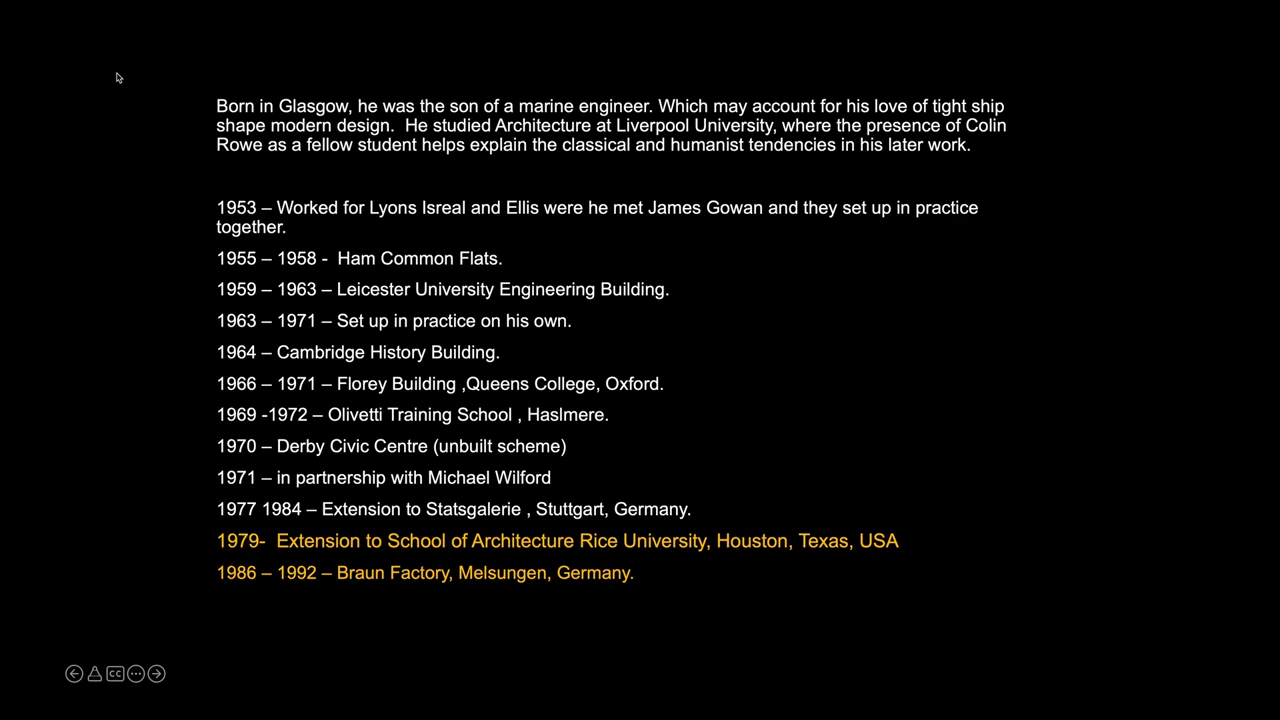 Born in Glasgow, he was the son of a marine engineer. Which may account for his love of tight ship
shape modern design.  He studied Architecture at Liverpool University, where the presence of Colin
Rowe as a fellow student helps explain the classical and humanist tendencies in his later work.
1953 – Worked for Lyons Isreal and Ellis were he met James Gowan and they set up in practice
together.
1955 – 1958 -  Ham Common Flats.
1959 – 1963 – Leicester University Engineering Building.
1963 – 1971 – Set up in practice on his own.
1964 – Cambridge History Building.
1966 – 1971 – Florey Building ,Queens College, Oxford.
1969 -1972 – Olivetti Training School , Haslmere.
1970 – Derby Civic Centre (unbuilt scheme)
1971 – in partnership with Michael Wilford
1977 1984 – Extension to Statsgalerie , Stuttgart, Germany.
1979-  Extension to School of Architecture Rice University, Houston, Texas, USA
1986 – 1992 – Braun Factory, Melsungen, Germany.
CC